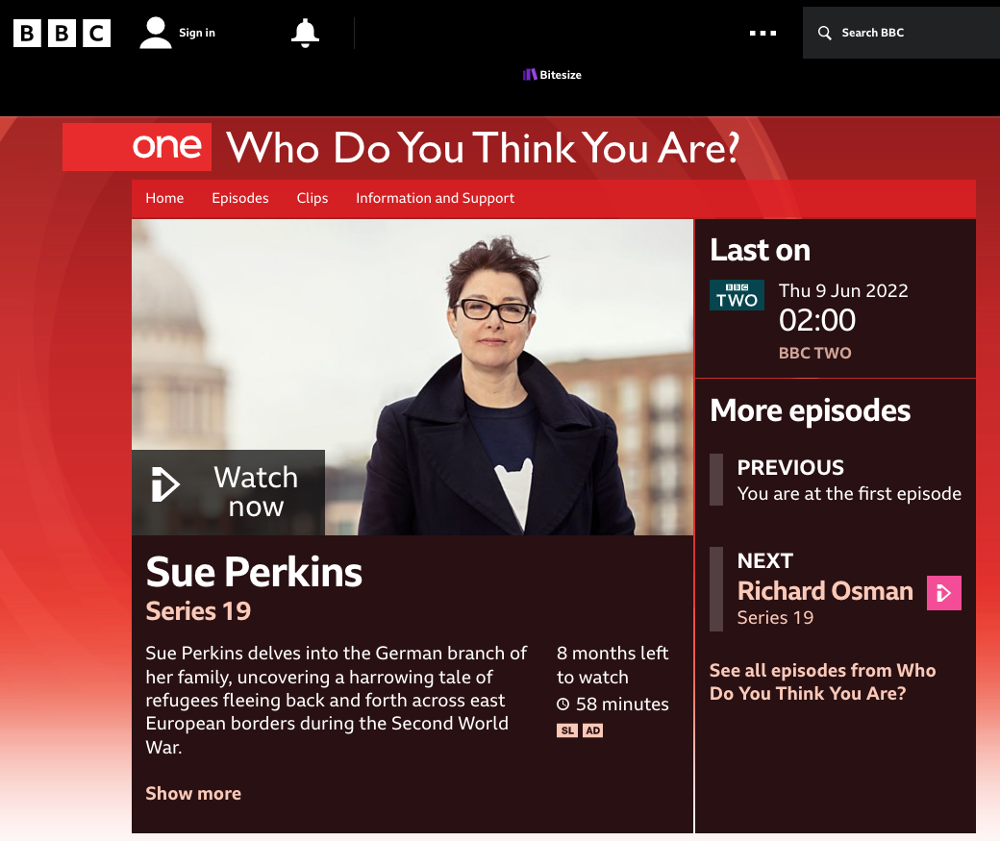 BBC
Sign in
Search BBC
Bitesize
one Who Do You Think You Are?
Home Episodes Clips Information and Support
Watch
now
Sue Perkins
Series 19
Sue Perkins delves into the German branch of
her family, uncovering a harrowing tale of
refugees fleeing back and forth across east
European borders during the Second World
War.
Show more
8 months left
to watch
58 minutes
SL AD
Last on
BBC
TWO
Thu 9 Jun 2022
02:00
BBC TWO
More episodes
PREVIOUS
You are at the first episode
NEXT
Richard Osman
Series 19
See all episodes from Who
Do You Think You Are?